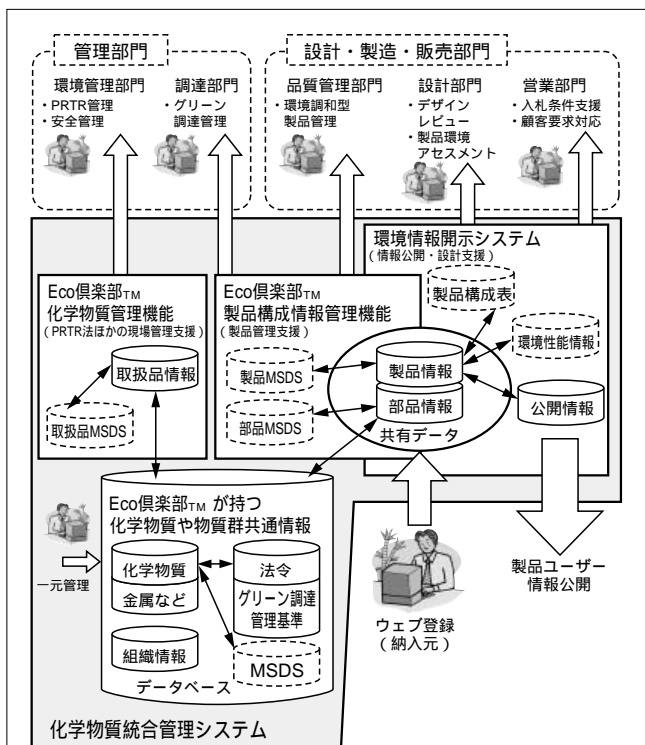 管理部門
設計・製造・販売部門
環境管理部門
・PRTR管理
・安全管理
調達部門
・グリーン
調達管理
品質管理部門
・環境調和型
製品管理
設計部門
・デザイン
レビュー
・製品環境
アセスメント
営業部門
・入札条件支援
・顧客要求対応
環境情報開示システム
(情報公開・設計支援)
Eco倶楽部TM
化学物質管理機能
(PRTR法ほかの現場管理支援)
Eco倶楽部TM
製品構成情報管理機能
(製品管理支援)
製品構成表
環境性能情報
公開情報
取扱品情報
取扱品MSDS
製品MSDS
部品MSDS
製品情報
部品情報
共有データ
Eco倶楽部TM が持つ
化学物質や物質群共通情報
一元管理
化学物質
金属など
法令
グリーン調達
管理基準
組織情報
MSDS
データベース
ウェブ登録
(納入元)
製品ユーザー
情報公開
化学物質統合管理システム